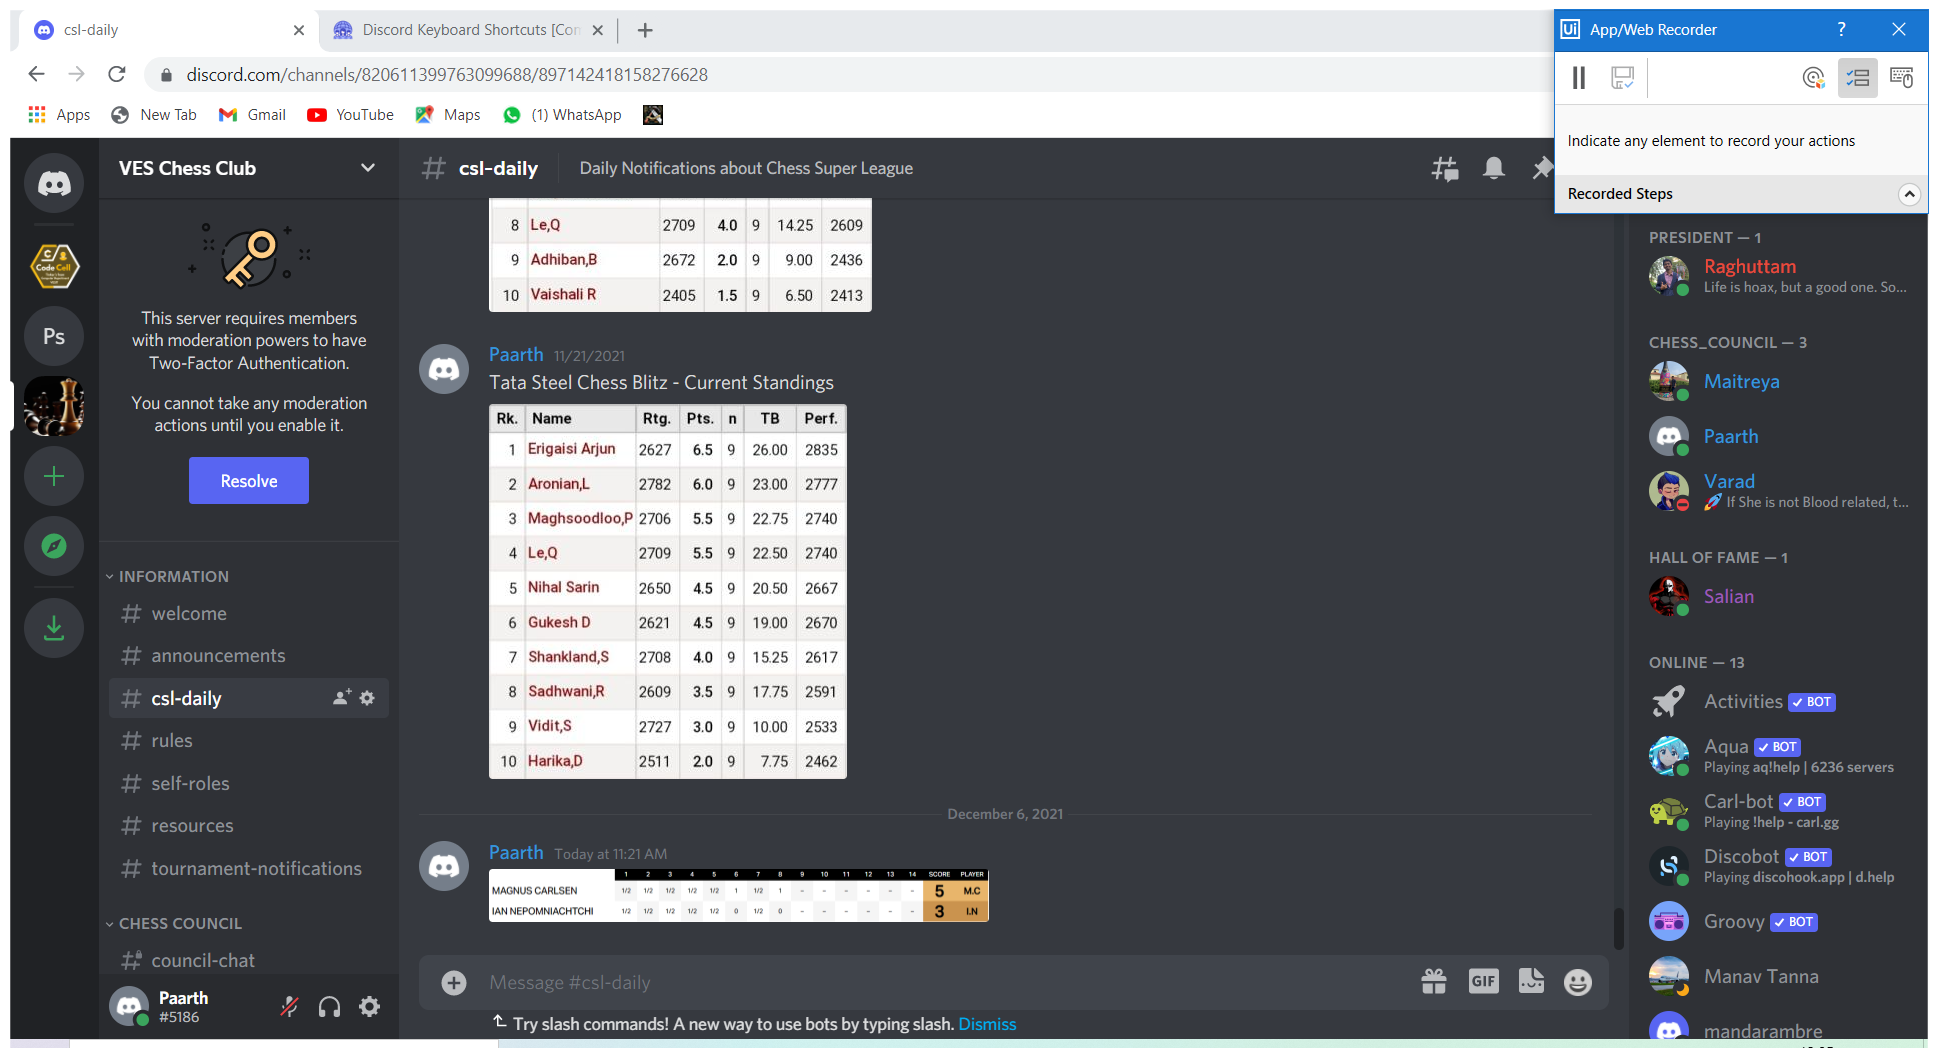 csl-daily
Discord Keyboard Shortcuts [Con
App/Web Recorder
?
discord.com/channels/820611399763099688/897142418158276628
Apps
New Tab
Gmail
YouTube
Maps
(1) WhatsApp
Indicate any element to record your actions
Recorded Steps
VES Chess Club
csl-daily
Daily Notifications about Chess Super League
Code Cell
Ps
This server requires members
with moderation powers to have
Two-Factor Authentication.
You cannot take any moderation
actions until you enable it.
Resolve
INFORMATION
welcome
announcements
csl-daily
rules
self-roles
resources
tournament-notifications
CHESS COUNCIL
council-chat
Paarth
#5186
8 Le,Q 2709 4.0 9 14.25 2609
9 Adhiban,B 2672 2.0 9 9.00 2436
10 Vaishali R 2405 1.5 9 6.50 2413
Paarth 11/21/2021
Tata Steel Chess Blitz - Current Standings
Rk. Name Rtg. Pts. n TB Perf.
1 Erigaisi Arjun 2627 6.5 9 26.00 2835
2 Aronian,L 2782 6.0 9 23.00 2777
3 Maghsoodloo,P 2706 5.5 9 22.75 2740
4 Le,Q 2709 5.5 9 22.50 2740
5 Nihal Sarin 2650 4.5 9 20.50 2667
6 Gukesh D 2621 4.5 9 19.00 2670
7 Shankland,S 2708 4.0 9 15.25 2617
8 Sadhwani,R 2609 3.5 9 17.75 2591
9 Vidit,S 2727 3.0 9 10.00 2533
10 Harika,D 2511 2.0 9 7.75 2462
December 6, 2021
Paarth Today at 11:21 AM
1 2 3 4 5 6 7 8 9 10 11 12 13 14 SCORE PLAYER
MAGNUS CARLSEN 1/2 1/2 1/2 1/2 1/2 1 1/2 1 - - - - - - 5 M.C
IAN NEPOMNIACHTCHI 1/2 1/2 1/2 1/2 1/2 0 1/2 0 - - - - - - 3 I.N
Message #csl-daily
GIF
Try slash commands! A new way to use bots by typing slash. Dismiss
PRESIDENT — 1
Raghuttam
Life is hoax, but a good one. So...
CHESS_COUNCIL — 3
Maitreya
Paarth
Varad
If She is not Blood related, t...
HALL OF FAME — 1
Salian
ONLINE — 13
Activities BOT
Aqua BOT
Playing aq!help | 6236 servers
Carl-bot BOT
Playing !help - carl.gg
Discobot BOT
Playing discohook.app | d.help
Groovy BOT
Manav Tanna
mandarambre